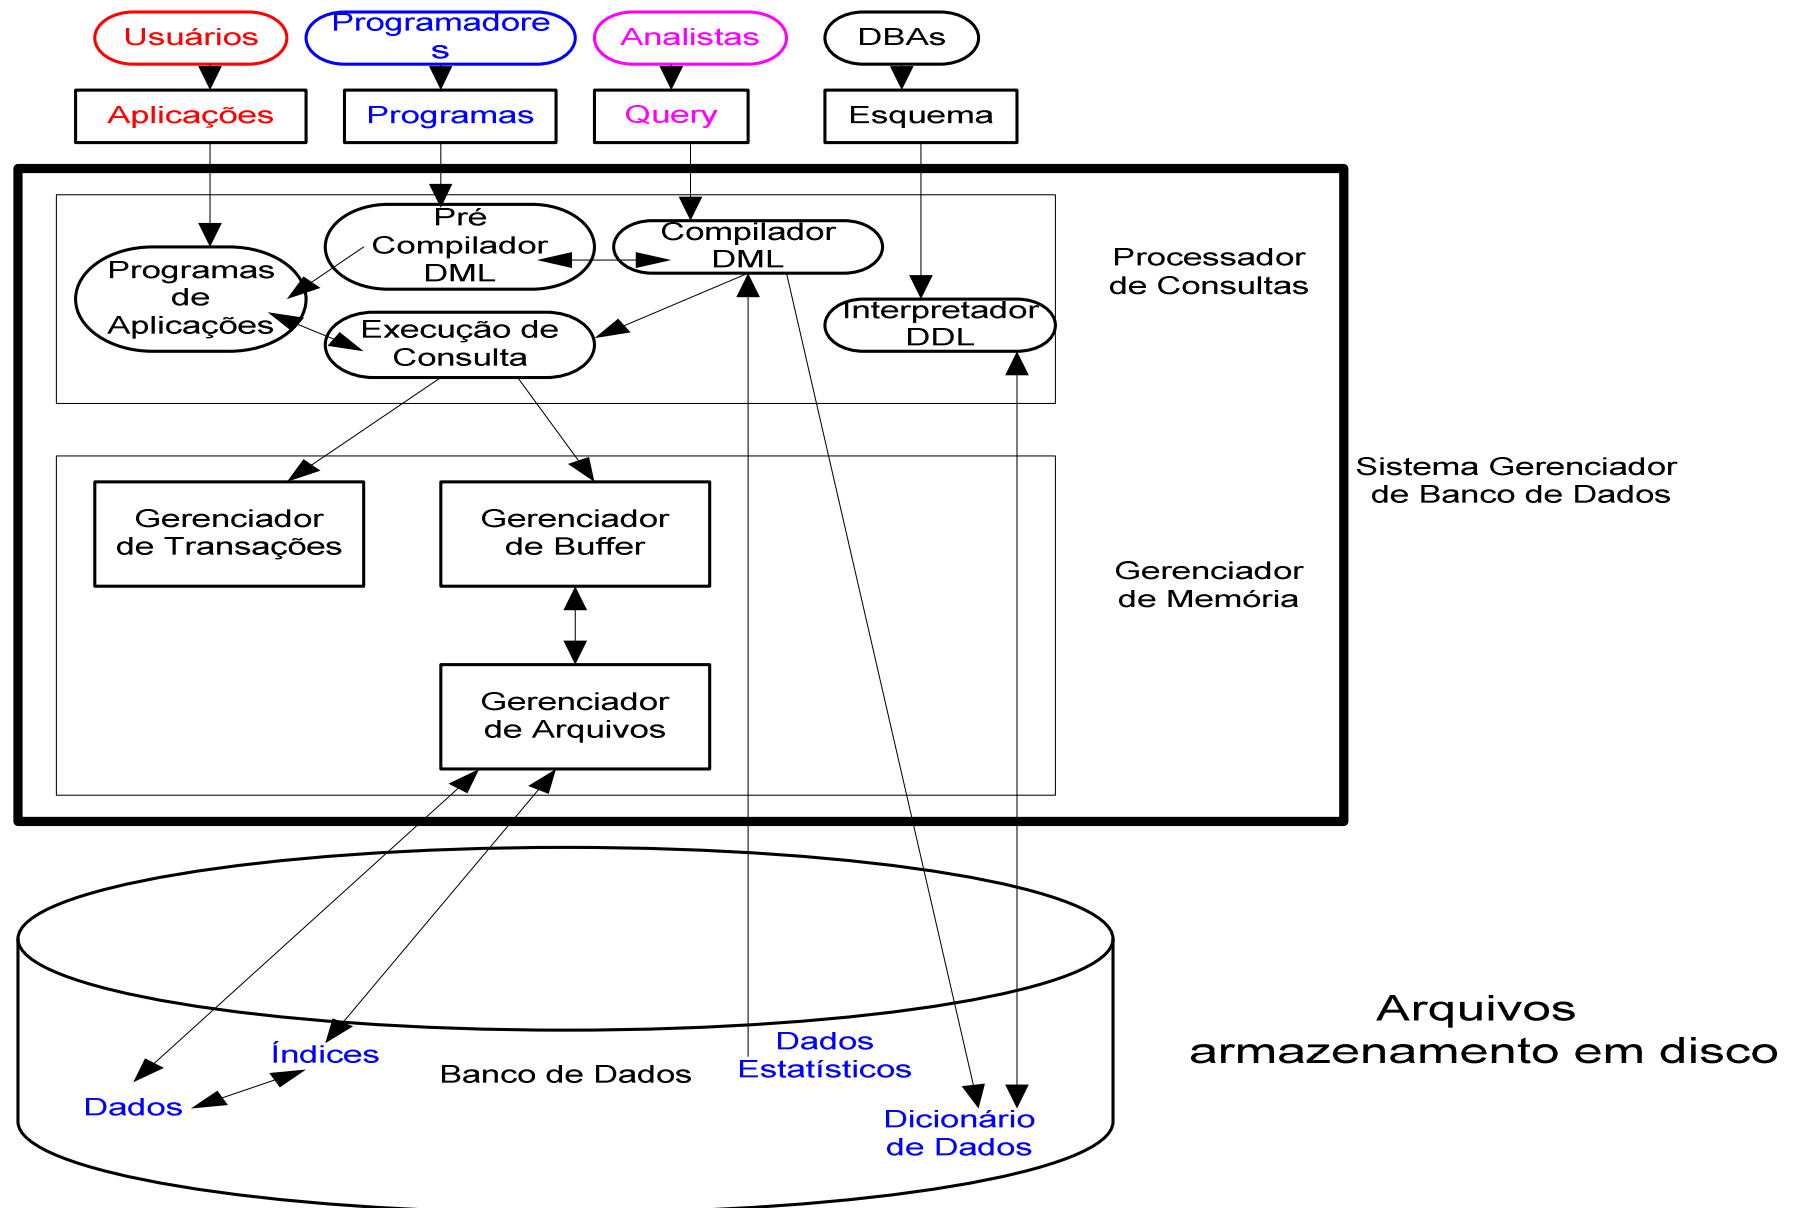 Usuários
Programadore
s
Analistas
DBAs
Aplicações
Programas
Query
Esquema
Pré
Compilador
DML
Compilador
DML
Programas
de
Aplicações
Execução de
Consulta
Interpretador
DDL
Processador
de Consultas
Sistema Gerenciador
de Banco de Dados
Gerenciador
de Transações
Gerenciador
de Buffer
Gerenciador
de Memória
Gerenciador
de Arquivos
Arquivos
armazenamento em disco
Índices
Dados
Banco de Dados
Dados
Estatísticos
Dicionário
de Dados